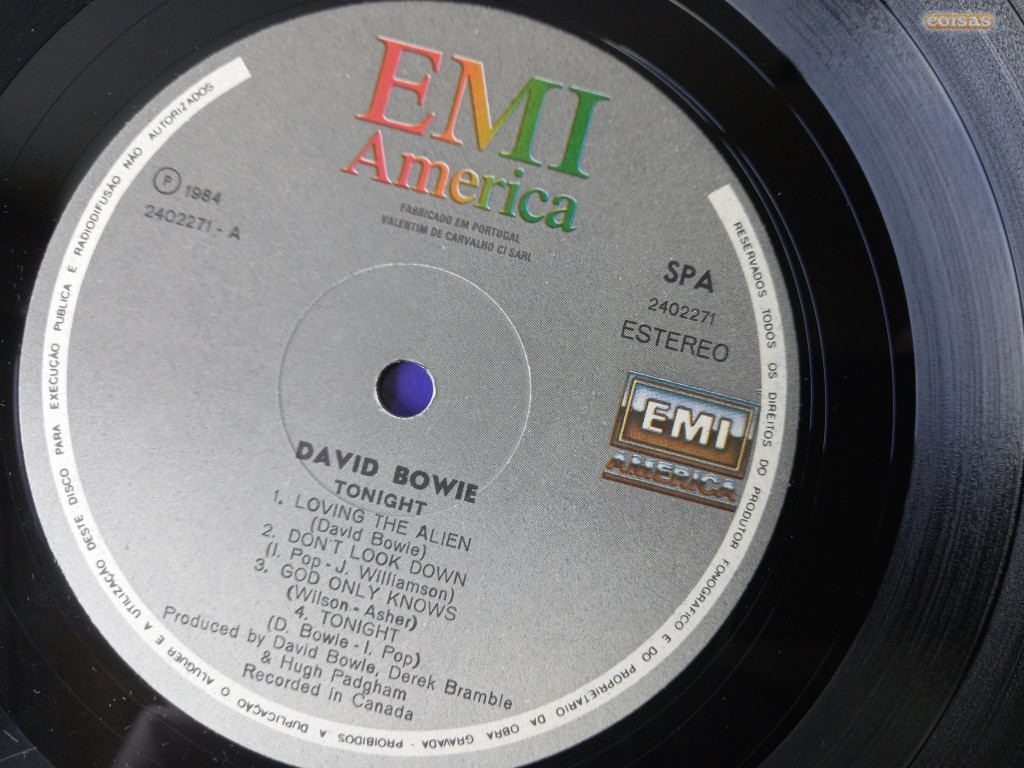 coisas
EMI
America
FABRICADO EM PORTUGAL
VALENTIM DE CARVALHO CI SARL
℗ 1984
2402271 - A
SPA
2402271
ESTEREO
EMI
AMERICA
DAVID BOWIE
TONIGHT
1. LOVING THE ALIEN
(David Bowie)
2. DON'T LOOK DOWN
(I. Pop - J. Williamson)
3. GOD ONLY KNOWS
(Wilson - Asher)
4. TONIGHT
(D. Bowie - I. Pop)
Produced by David Bowie, Derek Bramble
& Hugh Padgham
Recorded in Canada
RESERVADOS TODOS OS DIREITOS DO PRODUTOR FONOGRAFICO E DO PROPRIETARIO DA OBRA GRAVADA - PROIBIDOS A DUPLICAÇÃO O ALUGUER E A UTILIZAÇÃO DESTE DISCO PARA EXECUÇÃO PUBLICA E RADIODIFUSÃO NÃO AUTORIZADOS